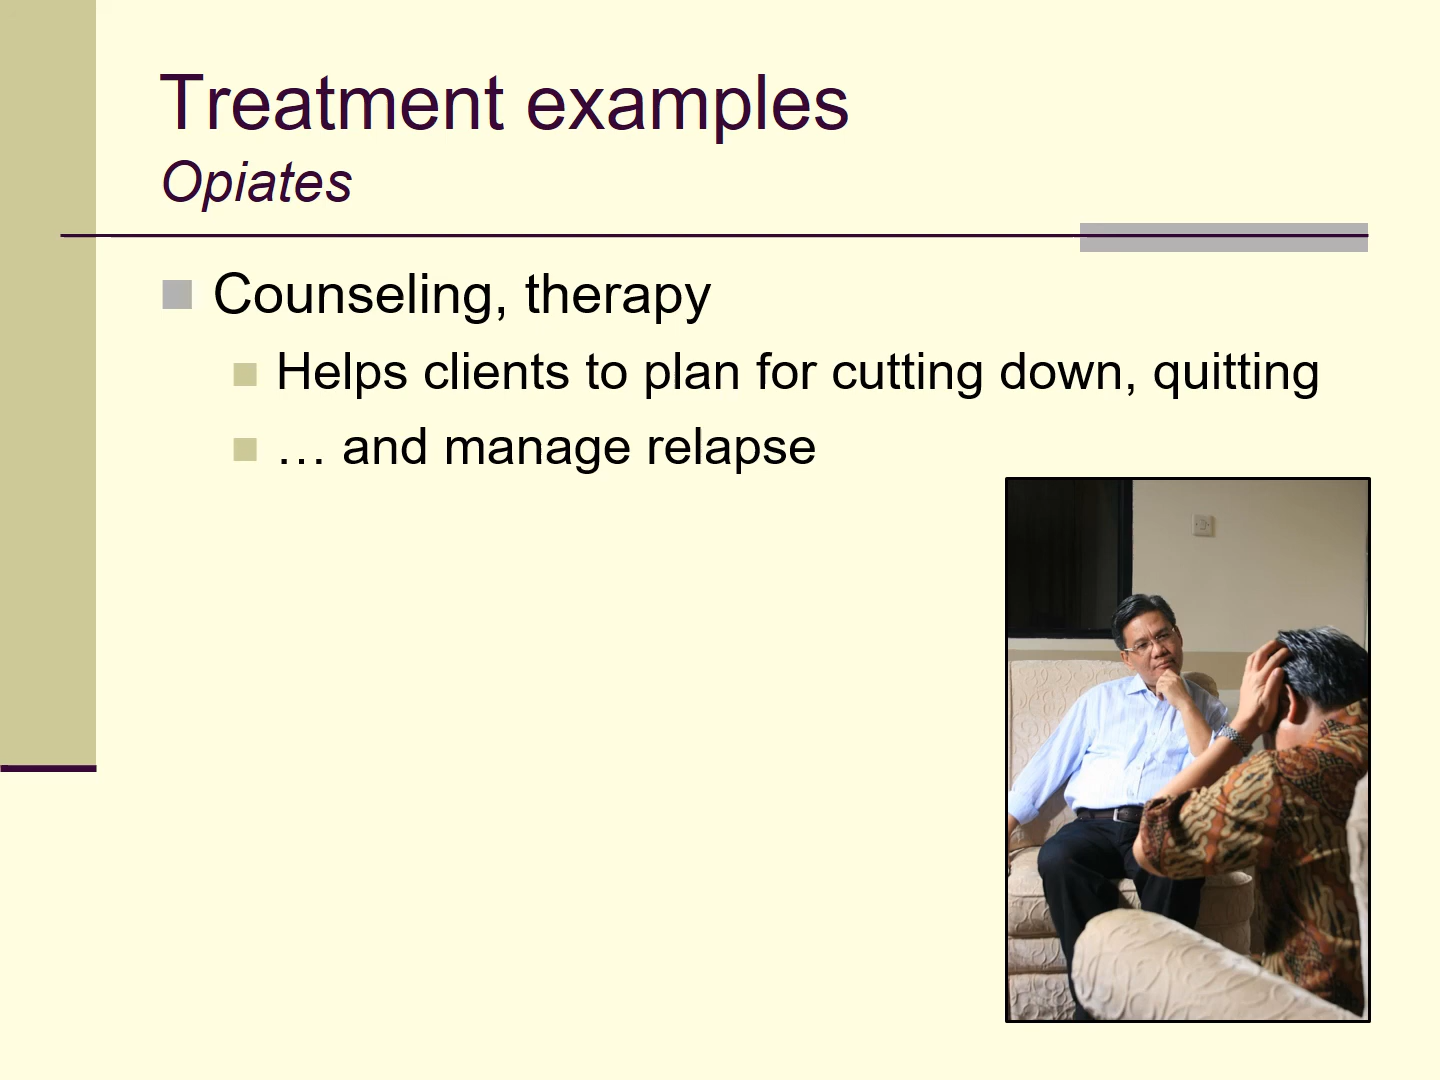 Treatment examples
Opiates
Counseling, therapy
Helps clients to plan for cutting down, quitting
… and manage relapse